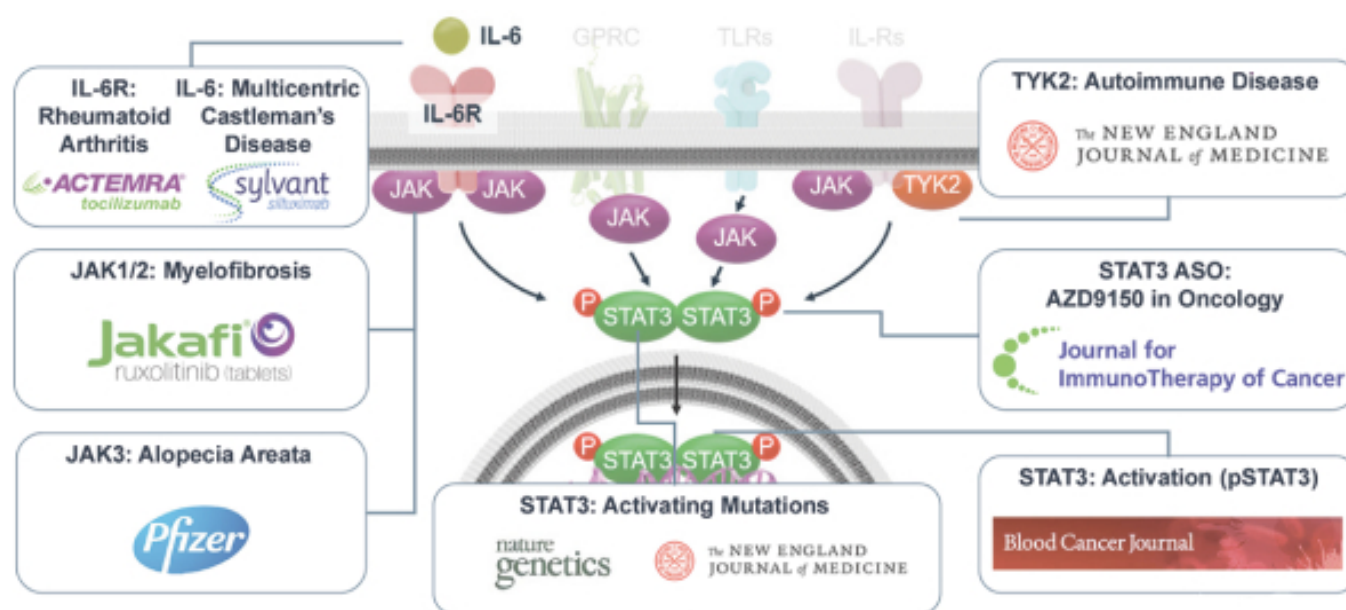 IL-6
GPRC
TLRs
IL-Rs
IL-6R:
Rheumatoid
Arthritis
ACTEMRA®
tocilizumab
IL-6: Multicentric
Castleman's
Disease
sylvant
siltuximab
IL-6R
TYK2: Autoimmune Disease
The NEW ENGLAND
JOURNAL of MEDICINE
JAK
JAK
JAK
JAK
JAK
TYK2
JAK1/2: Myelofibrosis
Jakafi®
ruxolitinib (tablets)
P
STAT3
STAT3
P
STAT3 ASO:
AZD9150 in Oncology
Journal for
ImmunoTherapy of Cancer
JAK3: Alopecia Areata
Pfizer
P
STAT3
STAT3
P
STAT3: Activating Mutations
nature
genetics
The NEW ENGLAND
JOURNAL of MEDICINE
STAT3: Activation (pSTAT3)
Blood Cancer Journal